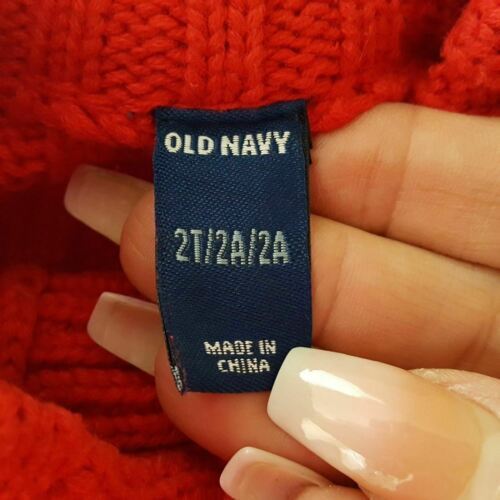 OLD NAVY
2T/2A/2A
MADE IN
CHINA